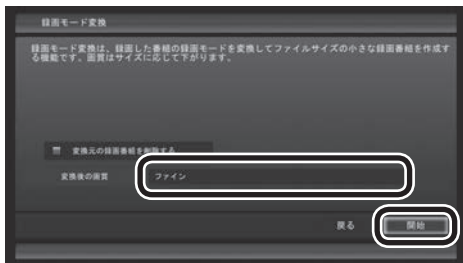 録画モード変換
録画モード変換は、録画した番組の録画モードを変換してファイルサイズの小さな録画番組を作成す
る機能です。画質はサイズに応じて下がります。
変換元の録画番組を削除する
変換後の画質 ファイン
戻る 開始